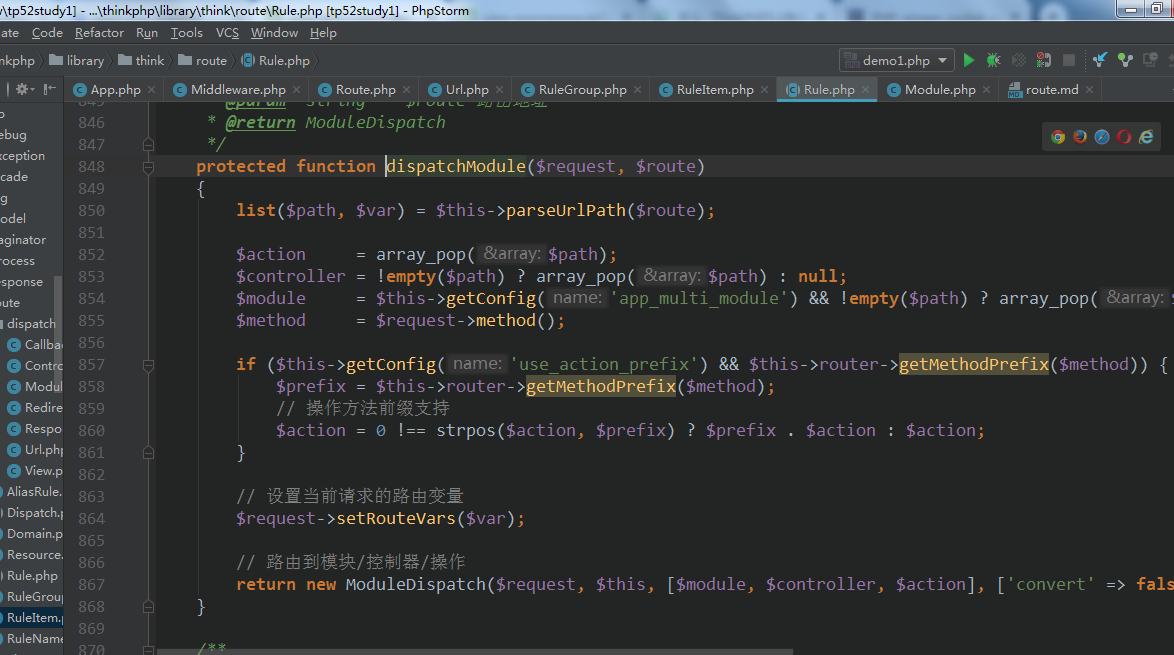 \tp52study1] - ...\thinkphp\library\think\route\Rule.php [tp52study1] - PhpStorm
ate Code Refactor Run Tools VCS Window Help
nkphp library think route Rule.php demo1.php
App.php Middleware.php Route.php Url.php RuleGroup.php RuleItem.php Rule.php Module.php route.md
846 * @return ModuleDispatch
847 */
848 protected function dispatchModule($request, $route)
849 {
850 list($path, $var) = $this->parseUrlPath($route);
851
852 $action = array_pop( &array: $path);
853 $controller = !empty($path) ? array_pop( &array: $path) : null;
854 $module = $this->getConfig( name: 'app_multi_module') && !empty($path) ? array_pop( &array:
855 $method = $request->method();
856
857 if ($this->getConfig( name: 'use_action_prefix') && $this->router->getMethodPrefix($method)) {
858 $prefix = $this->router->getMethodPrefix($method);
859 // 操作方法前缀支持
860 $action = 0 !== strpos($action, $prefix) ? $prefix . $action : $action;
861 }
862
863 // 设置当前请求的路由变量
864 $request->setRouteVars($var);
865
866 // 路由到模块/控制器/操作
867 return new ModuleDispatch($request, $this, [$module, $controller, $action], ['convert' => fals
868 }
869
870 /**
ebug
xception
cade
g
odel
aginator
rocess
esponse
oute
dispatch
Callba
Contro
Modul
Redire
Respo
Url.php
View.p
AliasRule.
Dispatch.p
Domain.p
Resource.
Rule.php
RuleGroup
RuleItem.p
RuleName